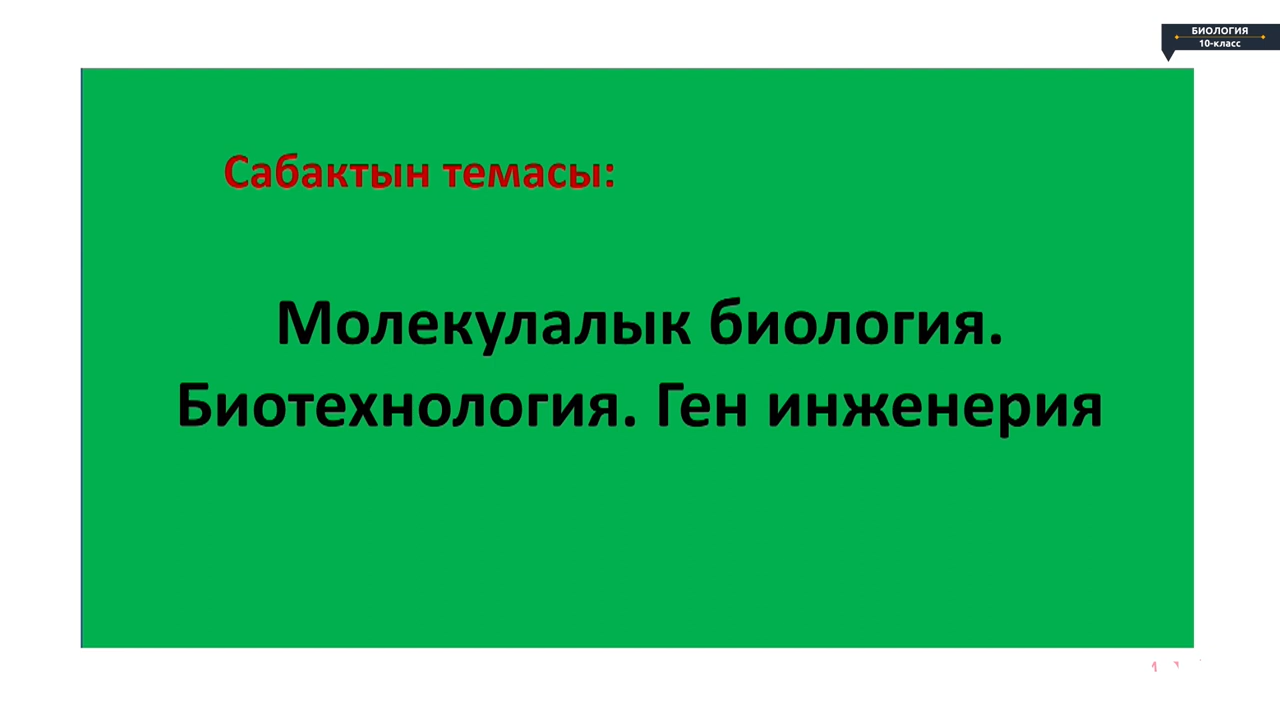 БИОЛОГИЯ
10-класс
Сабактын темасы:
Молекулалык биология.
Биотехнология. Ген инженерия